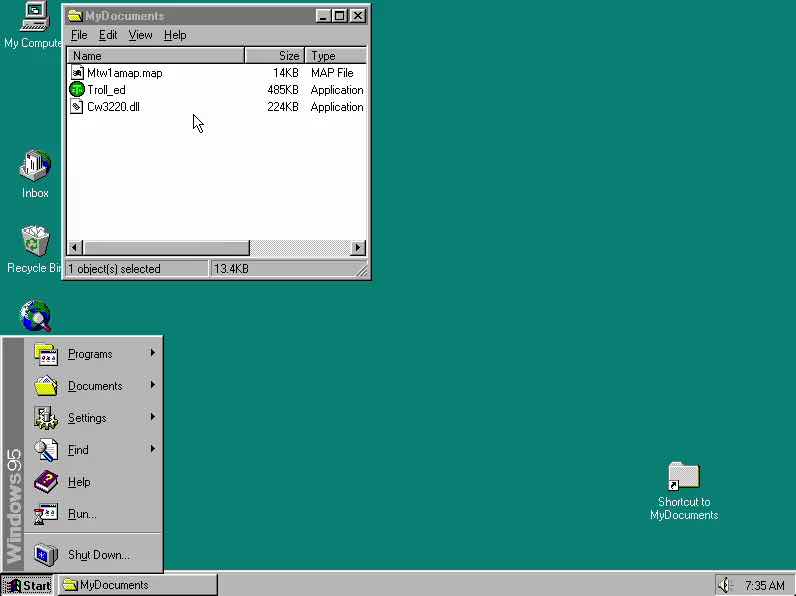 My Compute
MyDocuments
File Edit View Help
Name Size Type
Mtw1amap.map 14KB MAP File
Troll_ed 485KB Application
Cw3220.dll 224KB Application
1 object(s) selected 13.4KB
Inbox
Recycle Bin
Programs
Documents
Settings
Find
Help
Run...
Shut Down...
Windows95
Shortcut to
MyDocuments
Start MyDocuments 7:35 AM